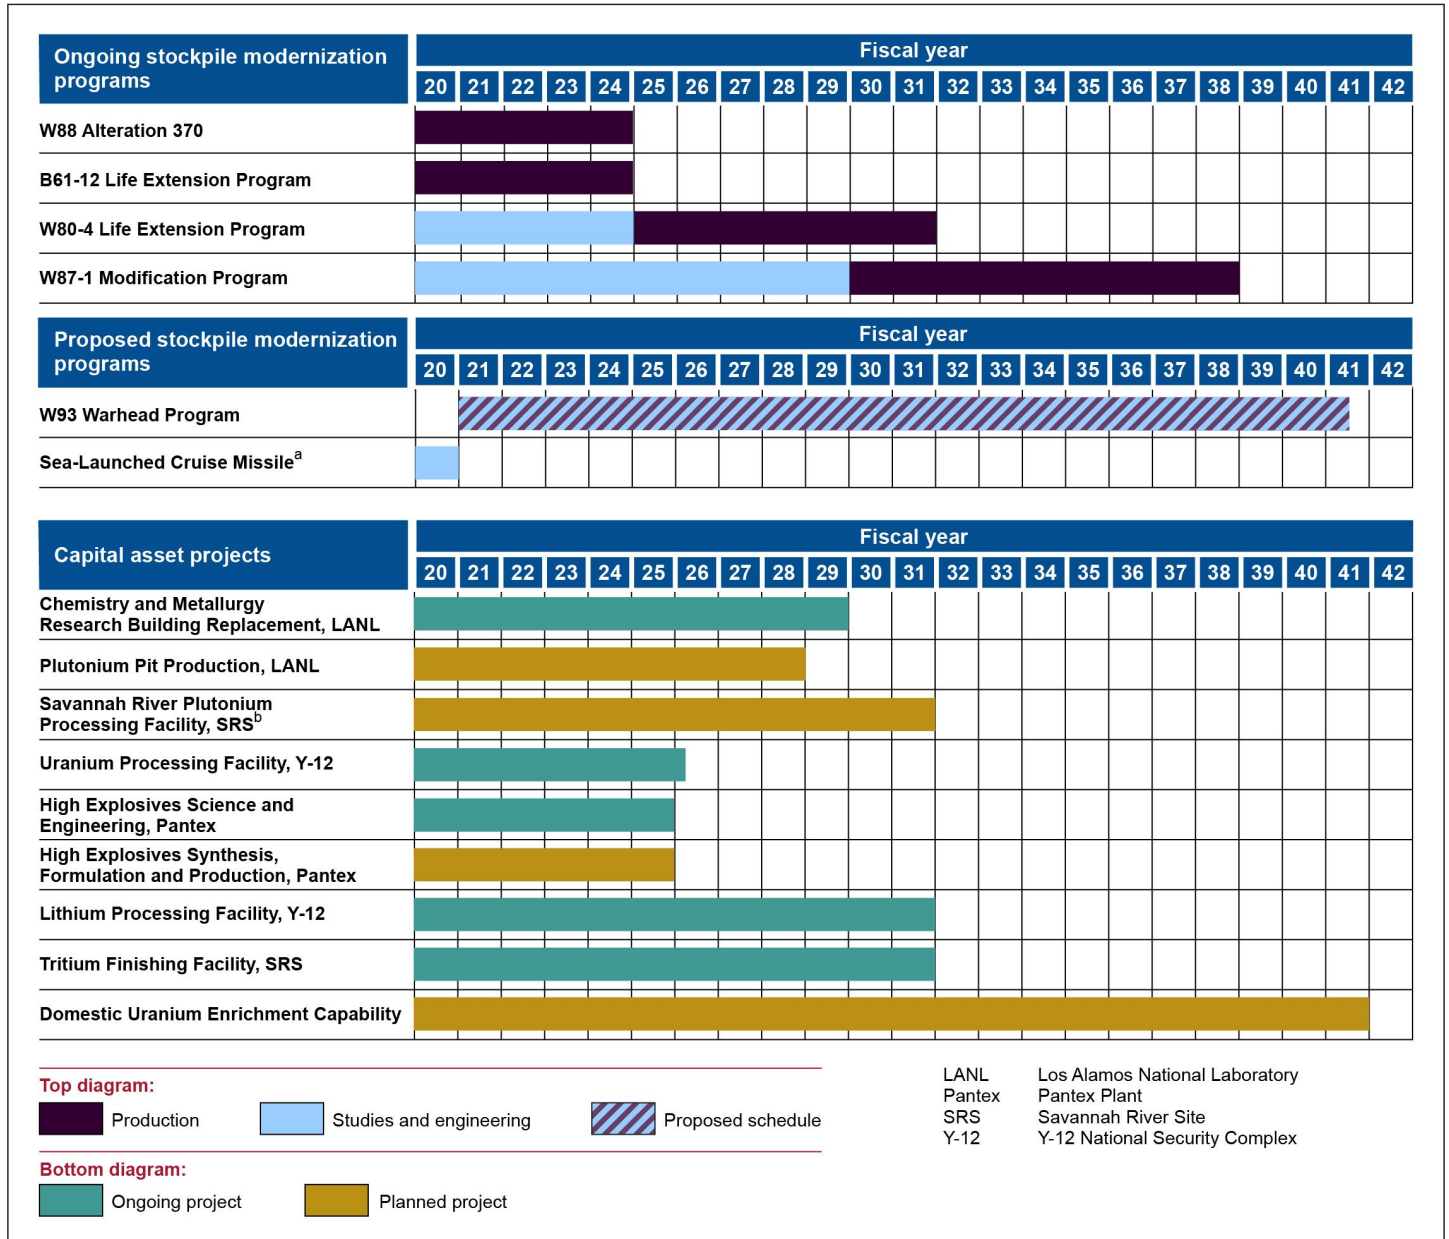 Ongoing stockpile modernization
programs
Fiscal year
20 21 22 23 24 25 26 27 28 29 30 31 32 33 34 35 36 37 38 39 40 41 42
W88 Alteration 370
B61-12 Life Extension Program
W80-4 Life Extension Program
W87-1 Modification Program
Proposed stockpile modernization
programs
Fiscal year
20 21 22 23 24 25 26 27 28 29 30 31 32 33 34 35 36 37 38 39 40 41 42
W93 Warhead Program
Sea-Launched Cruise Missile^a
Capital asset projects
Fiscal year
20 21 22 23 24 25 26 27 28 29 30 31 32 33 34 35 36 37 38 39 40 41 42
Chemistry and Metallurgy
Research Building Replacement, LANL
Plutonium Pit Production, LANL
Savannah River Plutonium
Processing Facility, SRS^b
Uranium Processing Facility, Y-12
High Explosives Science and
Engineering, Pantex
High Explosives Synthesis,
Formulation and Production, Pantex
Lithium Processing Facility, Y-12
Tritium Finishing Facility, SRS
Domestic Uranium Enrichment Capability
Top diagram:
Production
Studies and engineering
Proposed schedule
Bottom diagram:
Ongoing project
Planned project
LANL Los Alamos National Laboratory
Pantex Pantex Plant
SRS Savannah River Site
Y-12 Y-12 National Security Complex